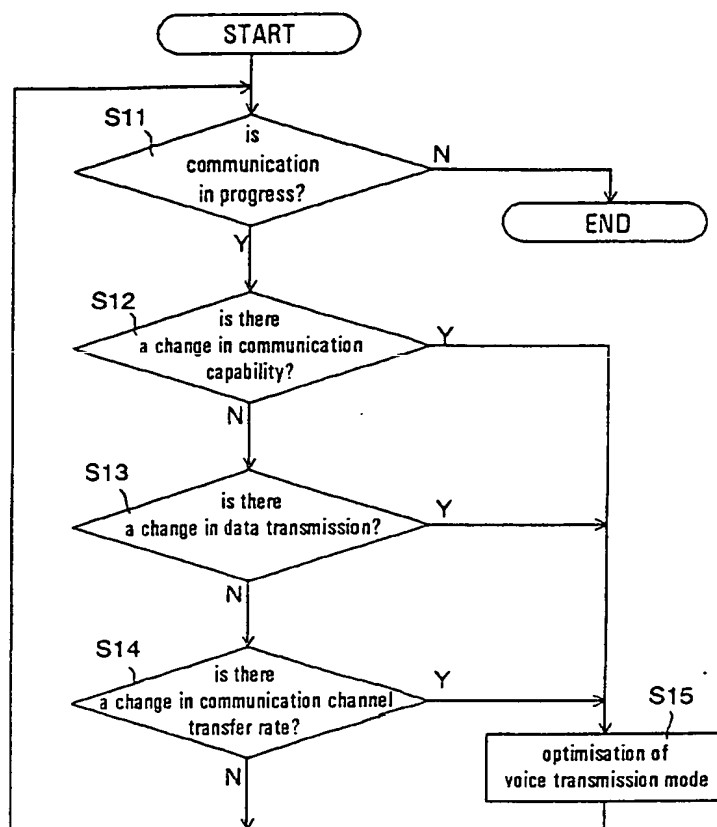 START
S11
is
communication
in progress?
N
END
Y
S12
is there
a change in communication
capability?
Y
N
S13
is there
a change in data transmission?
Y
N
S14
is there
a change in communication channel
transfer rate?
Y
N
S15
optimisation of
voice transmission mode